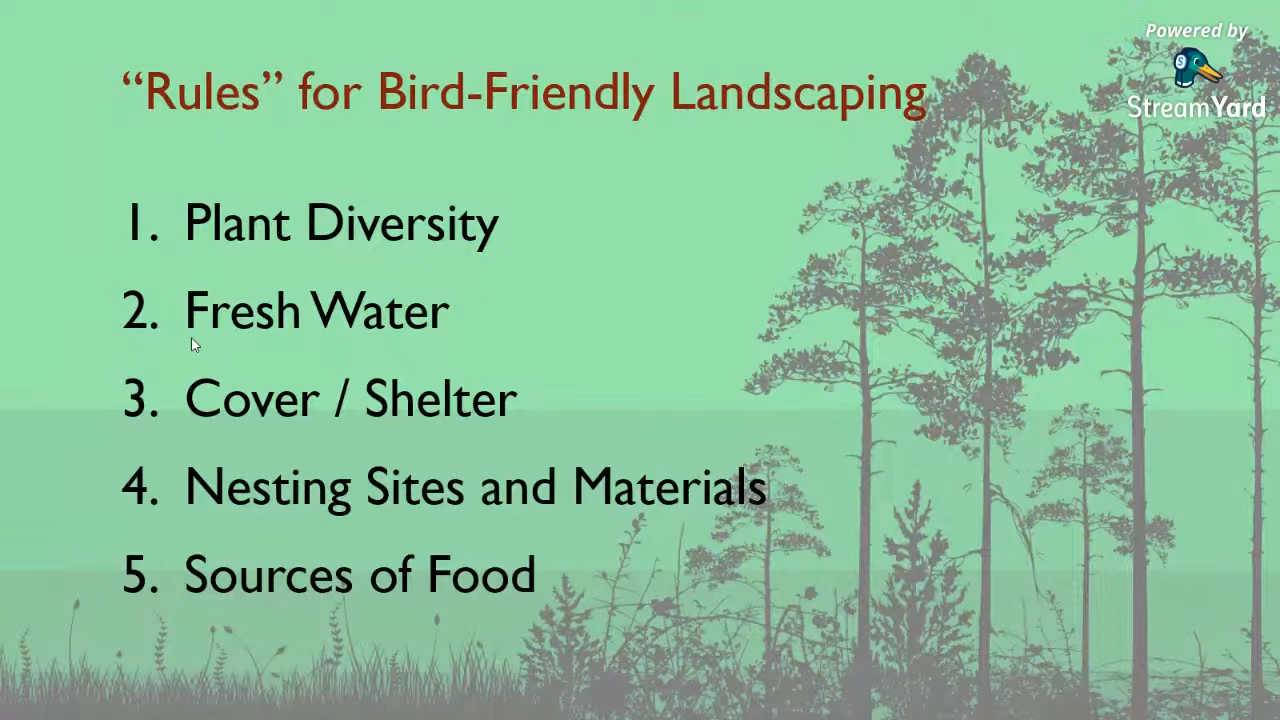 Powered by
StreamYard
“Rules” for Bird-Friendly Landscaping
1. Plant Diversity
2. Fresh Water
3. Cover / Shelter
4. Nesting Sites and Materials
5. Sources of Food